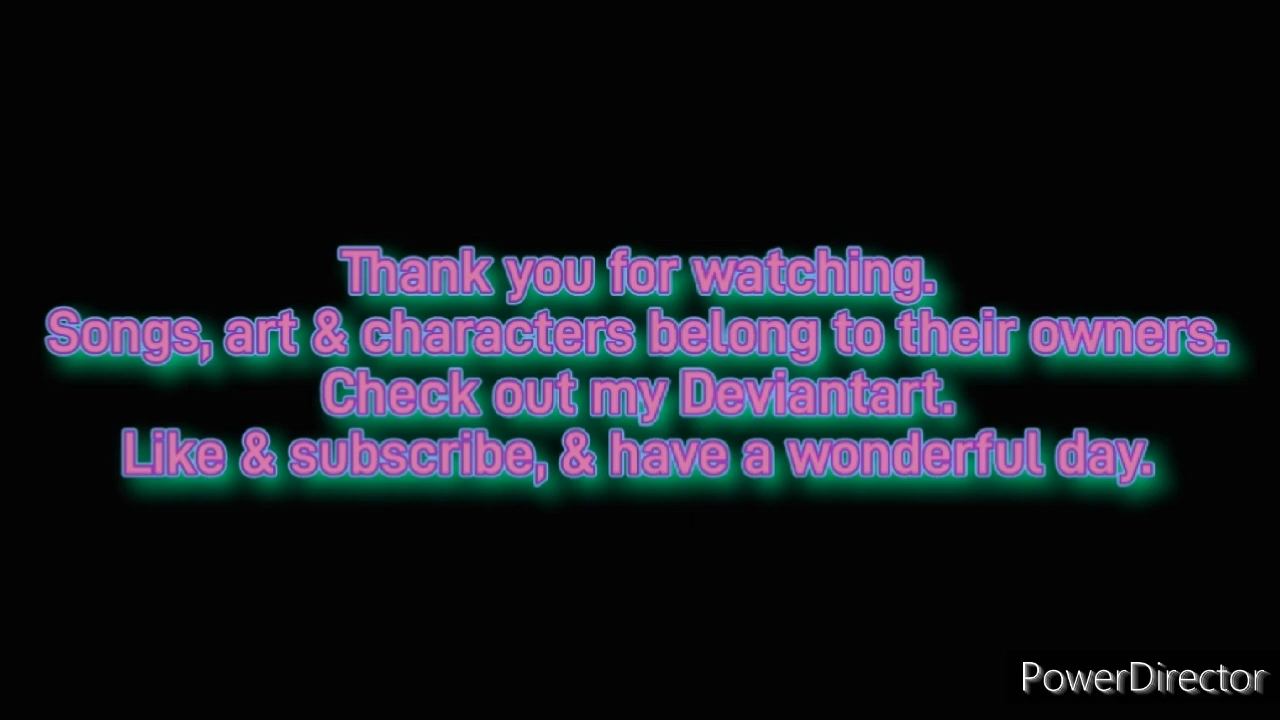 Thank you for watching.
Songs, art & characters belong to their owners.
Check out my Deviantart.
Like & subscribe, & have a wonderful day.
PowerDirector